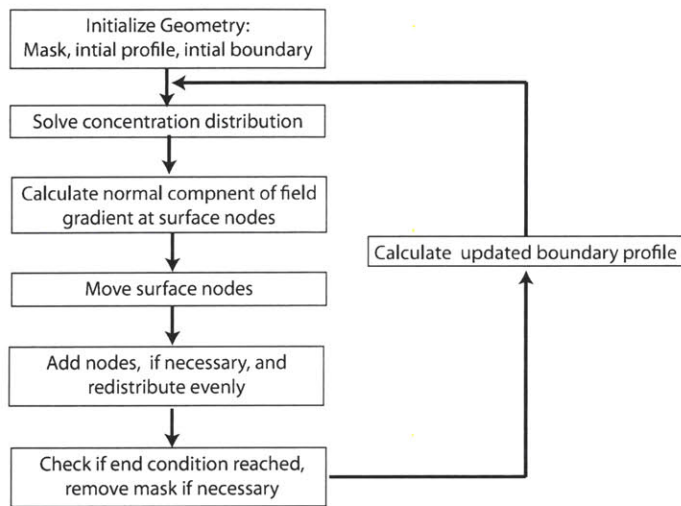 Initialize Geometry:
Mask, intial profile, intial boundary
Solve concentration distribution
Calculate normal compnent of field
gradient at surface nodes
Move surface nodes
Add nodes, if necessary, and
redistribute evenly
Check if end condition reached,
remove mask if necessary
Calculate updated boundary profile